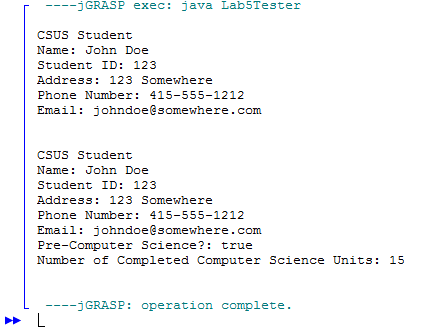 ----jGRASP exec: java Lab5Tester
CSUS Student
Name: John Doe
Student ID: 123
Address: 123 Somewhere
Phone Number: 415-555-1212
Email: johndoe@somewhere.com
CSUS Student
Name: John Doe
Student ID: 123
Address: 123 Somewhere
Phone Number: 415-555-1212
Email: johndoe@somewhere.com
Pre-Computer Science?: true
Number of Completed Computer Science Units: 15
----jGRASP: operation complete.